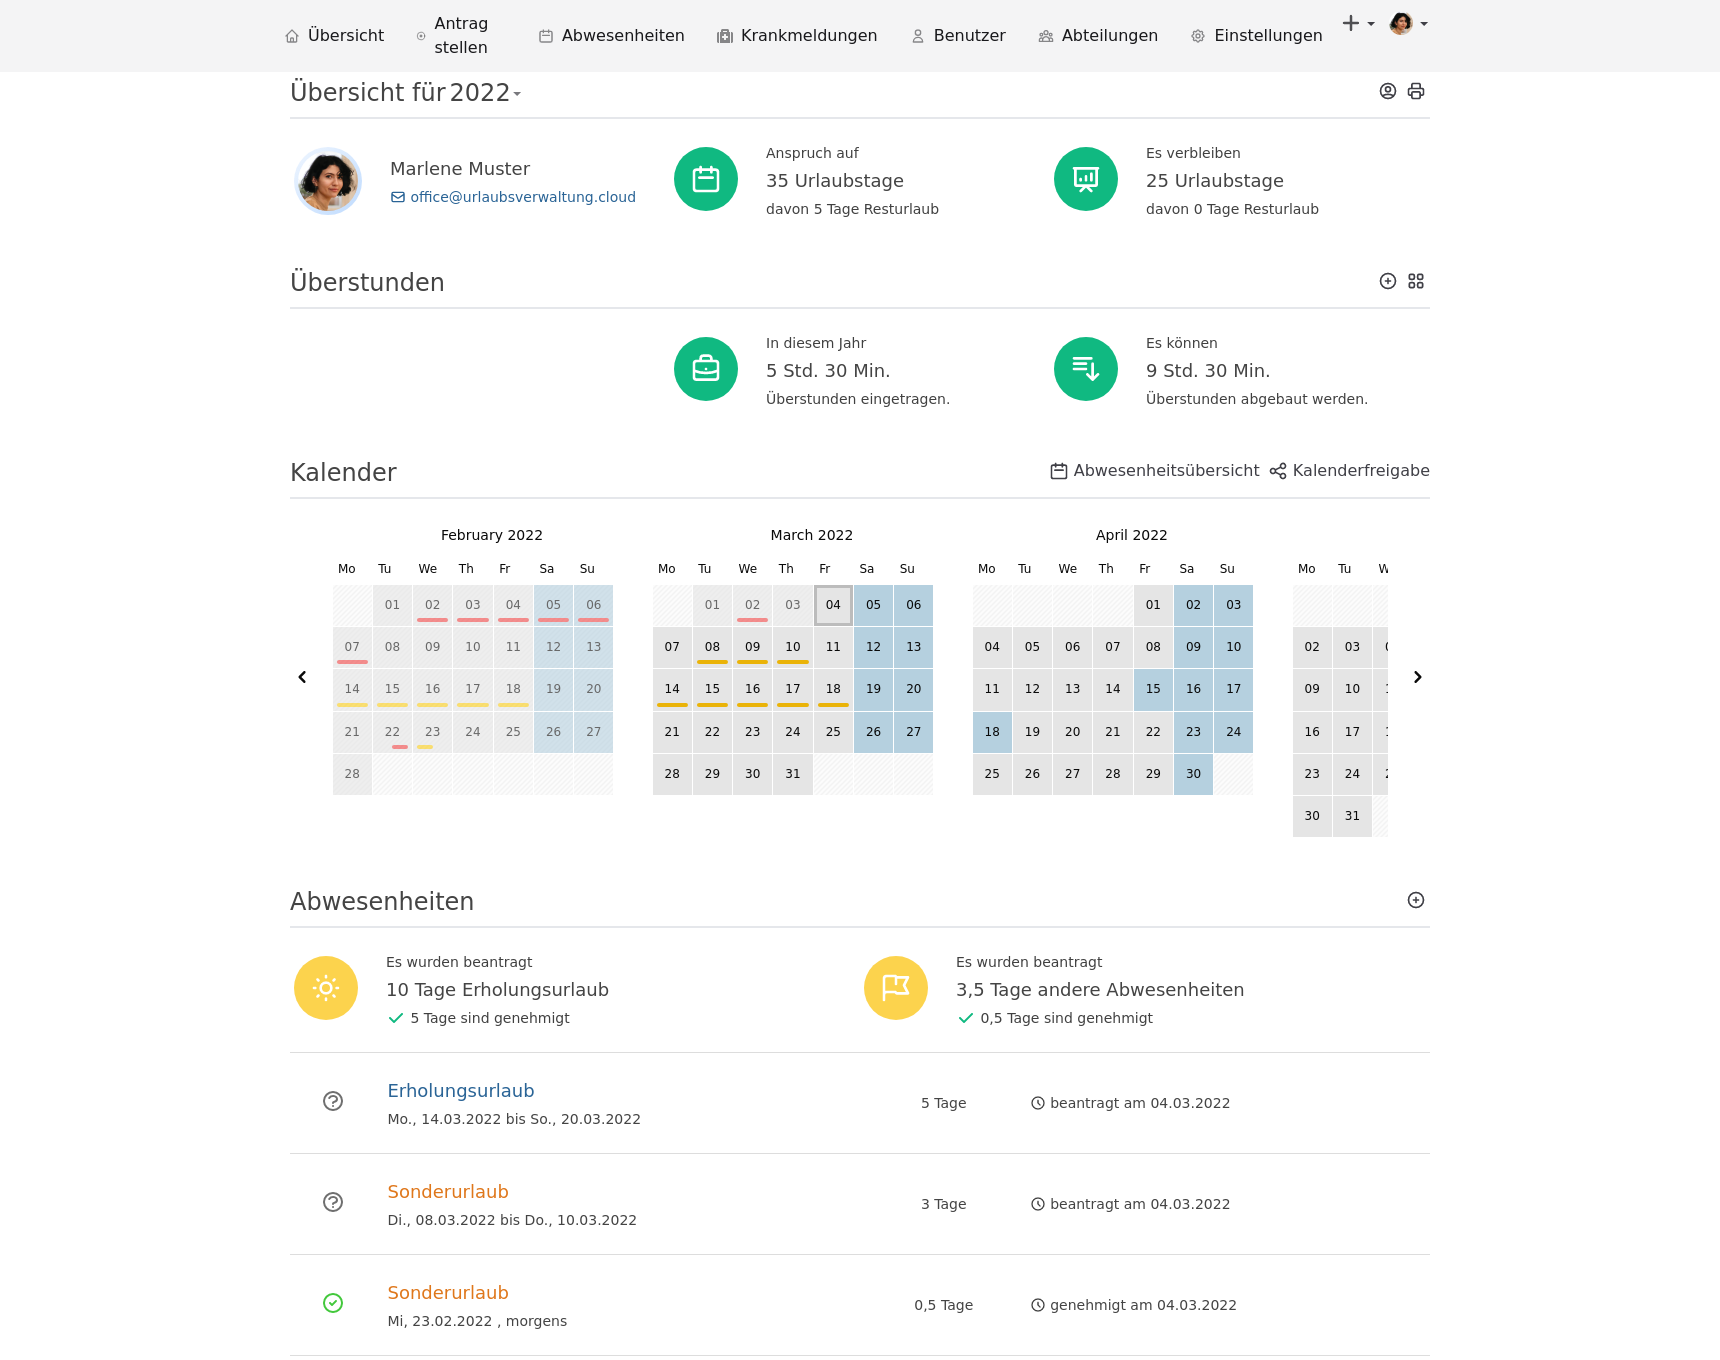 Übersicht
Antrag stellen
Abwesenheiten
Krankmeldungen
Benutzer
Abteilungen
Einstellungen
Übersicht für 2022
Marlene Muster
office@urlaubsverwaltung.cloud
Anspruch auf
35 Urlaubstage
davon 5 Tage Resturlaub
Es verbleiben
25 Urlaubstage
davon 0 Tage Resturlaub
Überstunden
In diesem Jahr
5 Std. 30 Min.
Überstunden eingetragen.
Es können
9 Std. 30 Min.
Überstunden abgebaut werden.
Kalender
Abwesenheitsübersicht
Kalenderfreigabe
February 2022
Mo Tu We Th Fr Sa Su
01 02 03 04 05 06
07 08 09 10 11 12 13
14 15 16 17 18 19 20
21 22 23 24 25 26 27
28
March 2022
Mo Tu We Th Fr Sa Su
01 02 03 04 05 06
07 08 09 10 11 12 13
14 15 16 17 18 19 20
21 22 23 24 25 26 27
28 29 30 31
April 2022
Mo Tu We Th Fr Sa Su
01 02 03
04 05 06 07 08 09 10
11 12 13 14 15 16 17
18 19 20 21 22 23 24
25 26 27 28 29 30
Mo Tu
02 03
09 10
16 17
23 24
30 31
Abwesenheiten
Es wurden beantragt
10 Tage Erholungsurlaub
5 Tage sind genehmigt
Es wurden beantragt
3,5 Tage andere Abwesenheiten
0,5 Tage sind genehmigt
Erholungsurlaub
Mo., 14.03.2022 bis So., 20.03.2022
5 Tage
beantragt am 04.03.2022
Sonderurlaub
Di., 08.03.2022 bis Do., 10.03.2022
3 Tage
beantragt am 04.03.2022
Sonderurlaub
Mi, 23.02.2022 , morgens
0,5 Tage
genehmigt am 04.03.2022